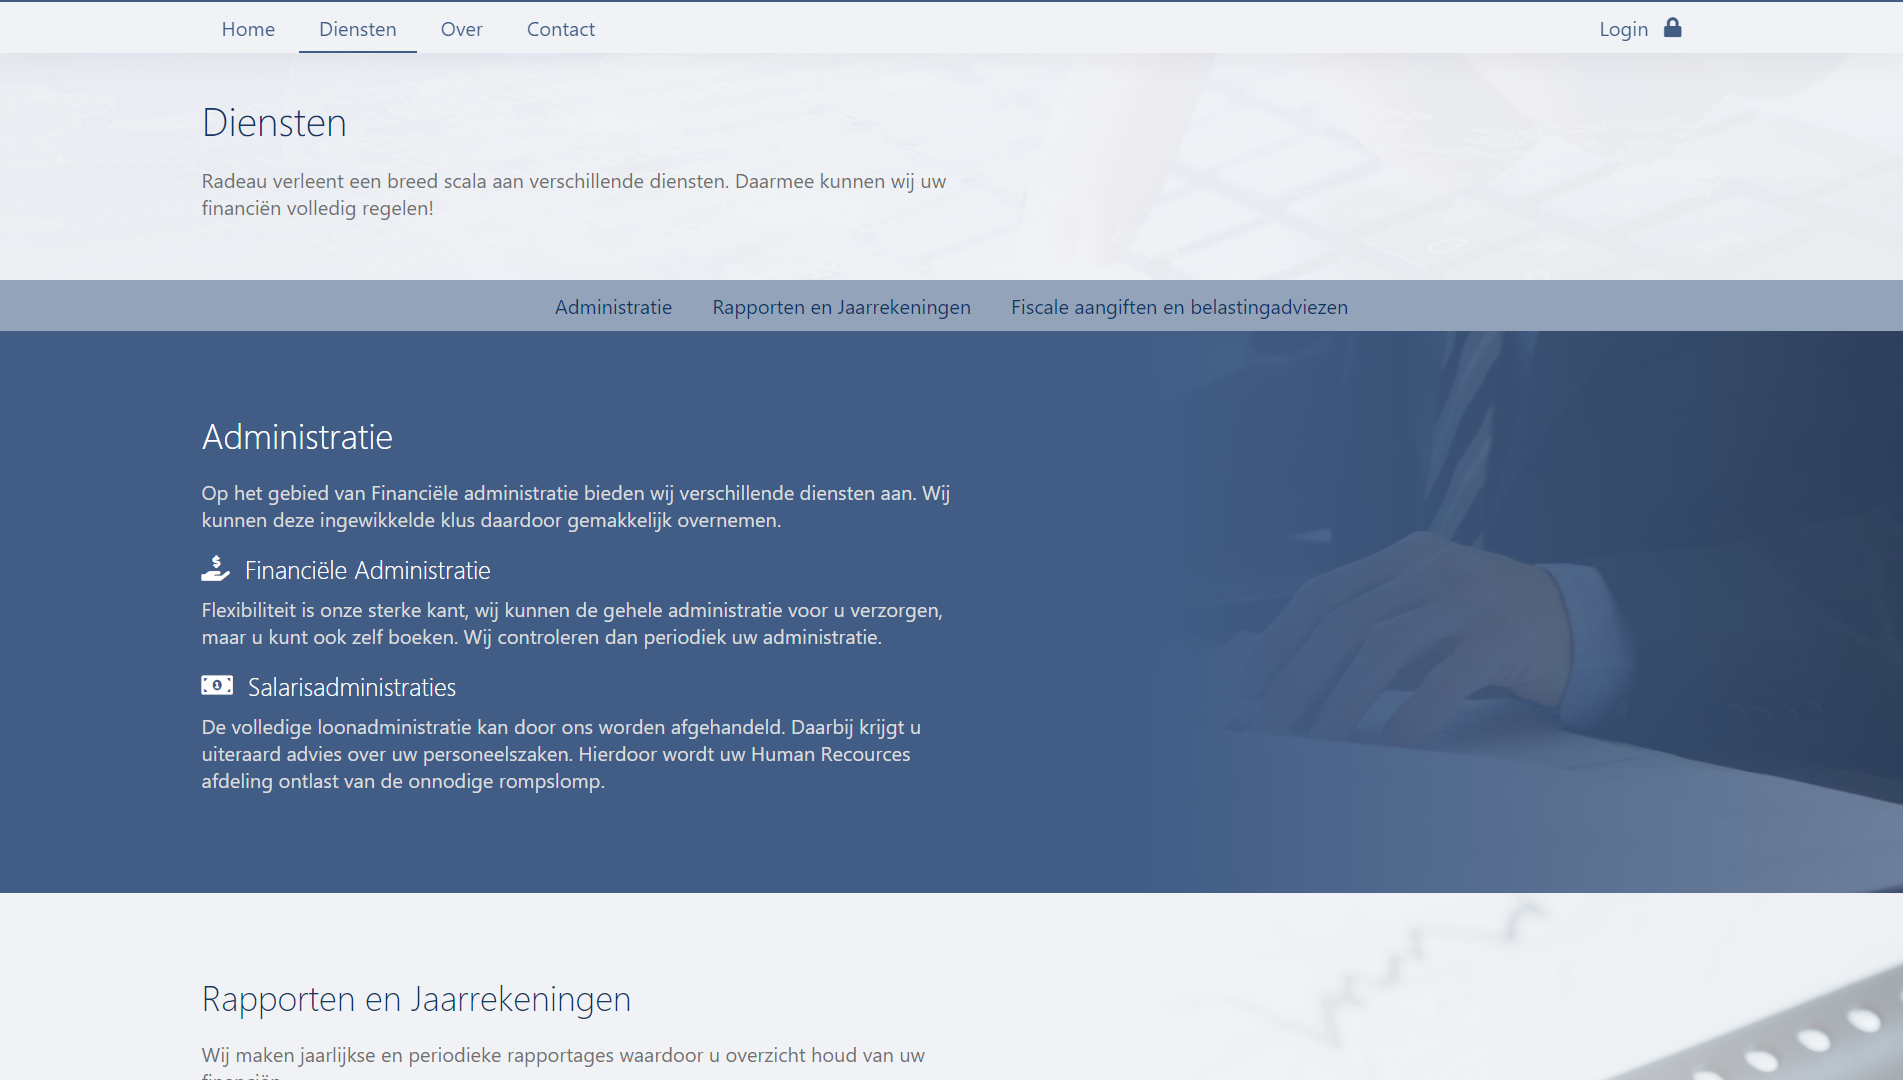 Home Diensten Over Contact Login
Diensten
Radeau verleent een breed scala aan verschillende diensten. Daarmee kunnen wij uw
financiën volledig regelen!
Administratie Rapporten en Jaarrekeningen Fiscale aangiften en belastingadviezen
Administratie
Op het gebied van Financiële administratie bieden wij verschillende diensten aan. Wij
kunnen deze ingewikkelde klus daardoor gemakkelijk overnemen.
Financiële Administratie
Flexibiliteit is onze sterke kant, wij kunnen de gehele administratie voor u verzorgen,
maar u kunt ook zelf boeken. Wij controleren dan periodiek uw administratie.
Salarisadministraties
De volledige loonadministratie kan door ons worden afgehandeld. Daarbij krijgt u
uiteraard advies over uw personeelszaken. Hierdoor wordt uw Human Recources
afdeling ontlast van de onnodige rompslomp.
Rapporten en Jaarrekeningen
Wij maken jaarlijkse en periodieke rapportages waardoor u overzicht houd van uw